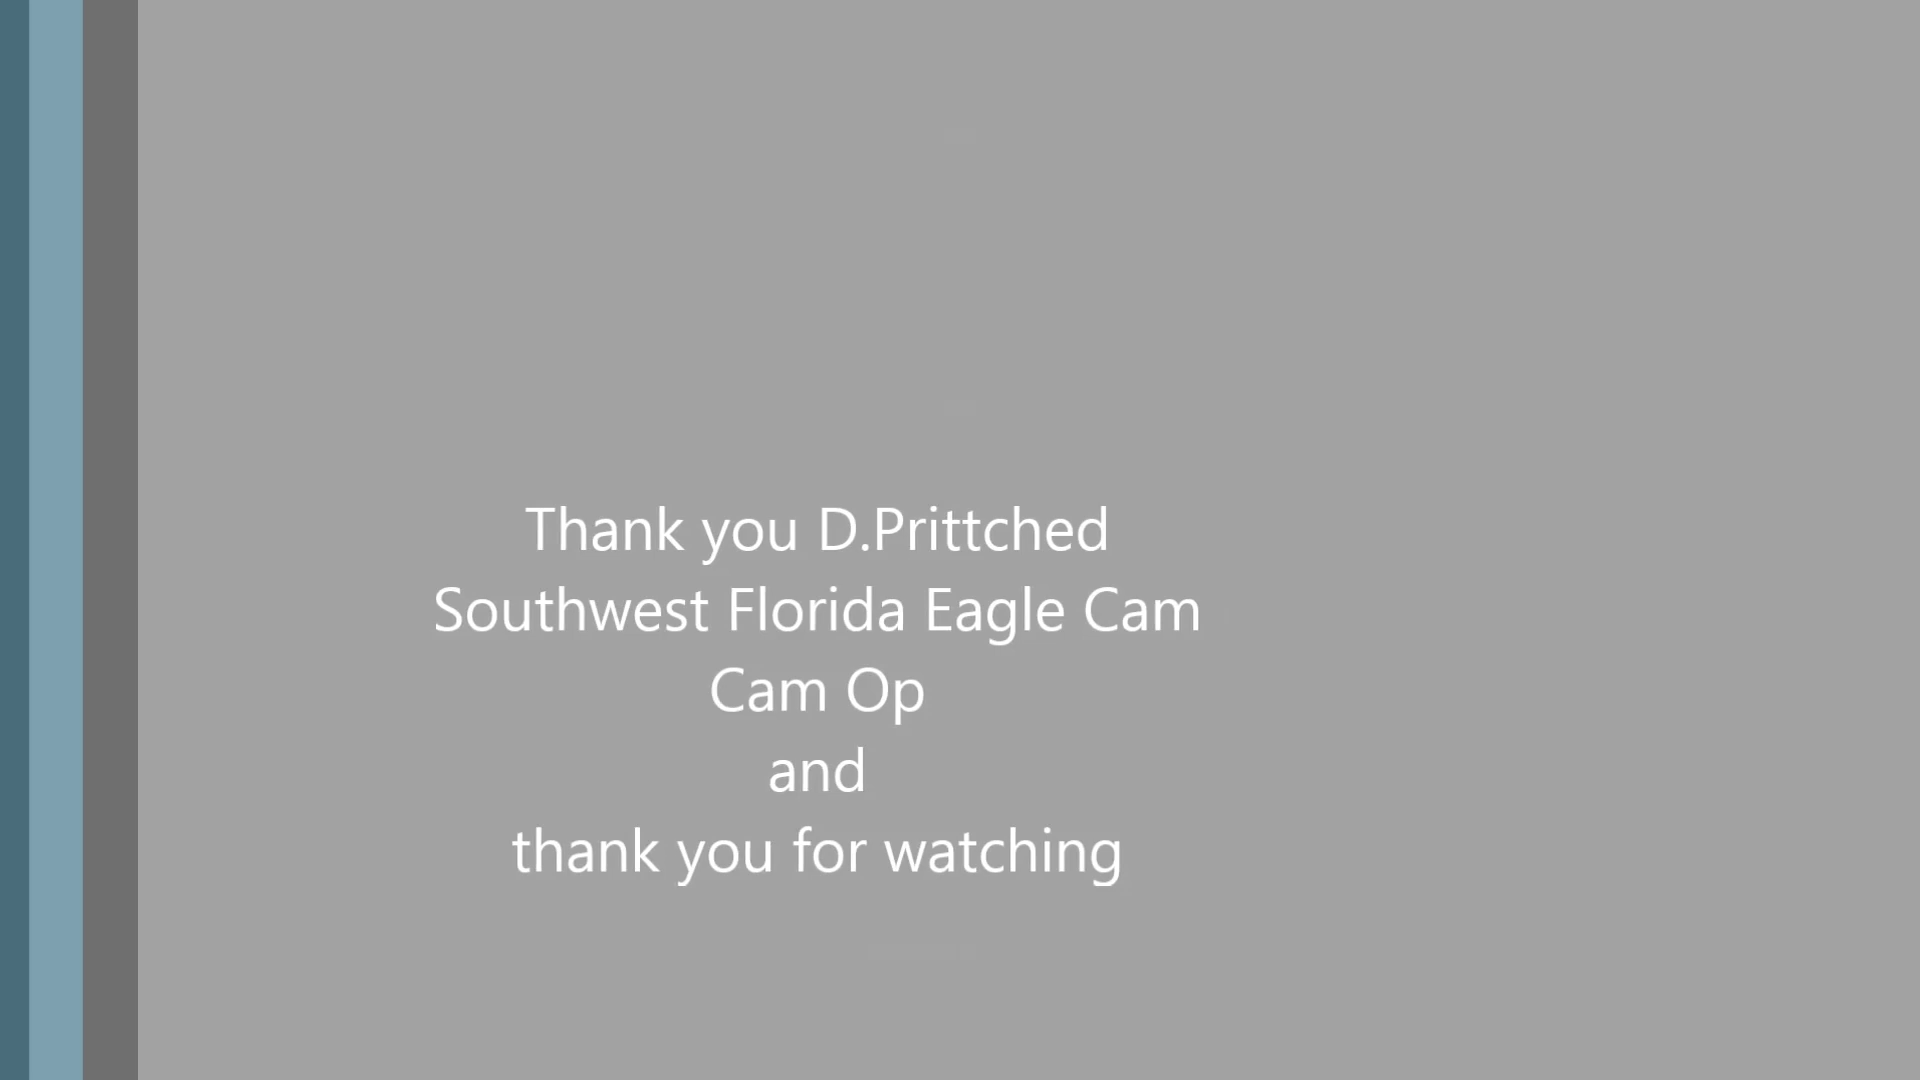 Thank you D.Prittched
Southwest Florida Eagle Cam
Cam Op
and
thank you for watching